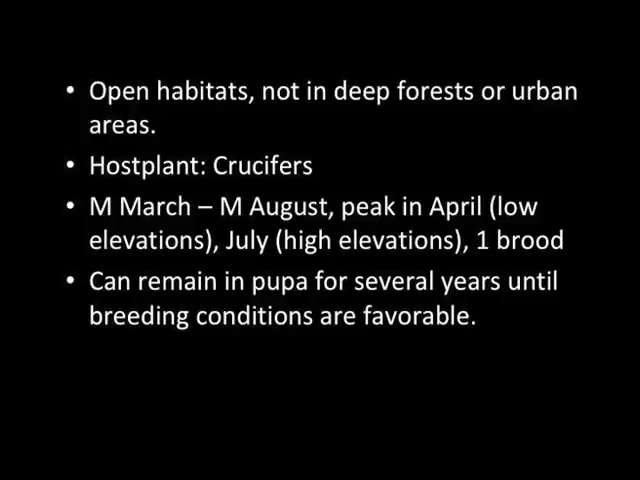 • Open habitats, not in deep forests or urban
areas.
• Hostplant: Crucifers
• M March – M August, peak in April (low
elevations), July (high elevations), 1 brood
• Can remain in pupa for several years until
breeding conditions are favorable.